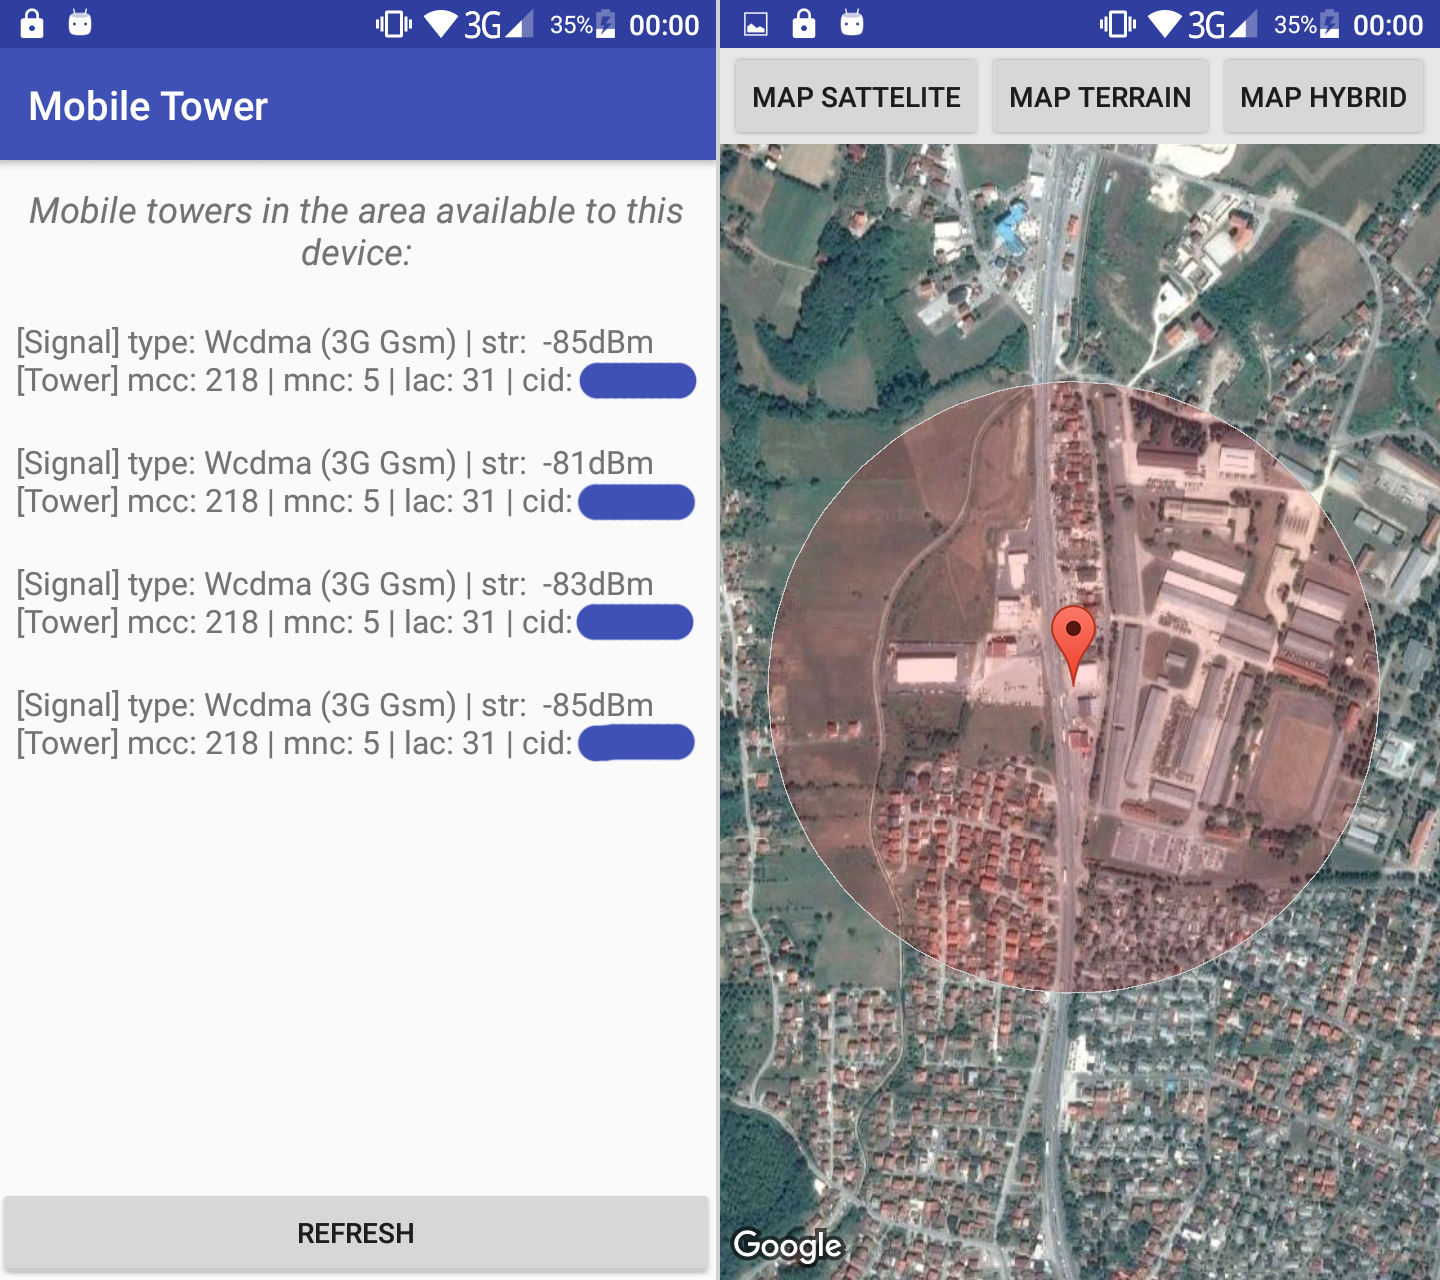 3G 35% 00:00
Mobile Tower
Mobile towers in the area available to this
device:
[Signal] type: Wcdma (3G Gsm) | str: -85dBm
[Tower] mcc: 218 | mnc: 5 | lac: 31 | cid:
[Signal] type: Wcdma (3G Gsm) | str: -81dBm
[Tower] mcc: 218 | mnc: 5 | lac: 31 | cid:
[Signal] type: Wcdma (3G Gsm) | str: -83dBm
[Tower] mcc: 218 | mnc: 5 | lac: 31 | cid:
[Signal] type: Wcdma (3G Gsm) | str: -85dBm
[Tower] mcc: 218 | mnc: 5 | lac: 31 | cid:
REFRESH
3G 35% 00:00
MAP SATTELITE MAP TERRAIN MAP HYBRID
Google